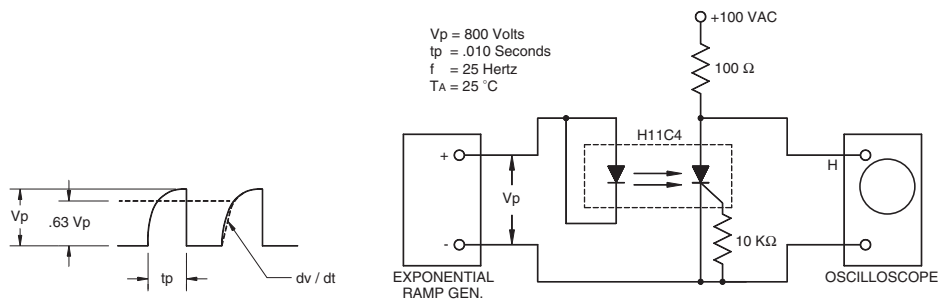 Vp = 800 Volts
tp = .010 Seconds
f = 25 Hertz
TA = 25 °C
+100 VAC
100 Ω
H11C4
+
H
Vp
Vp
.63 Vp
-
10 KΩ
tp
dv / dt
EXPONENTIAL
RAMP GEN.
OSCILLOSCOPE